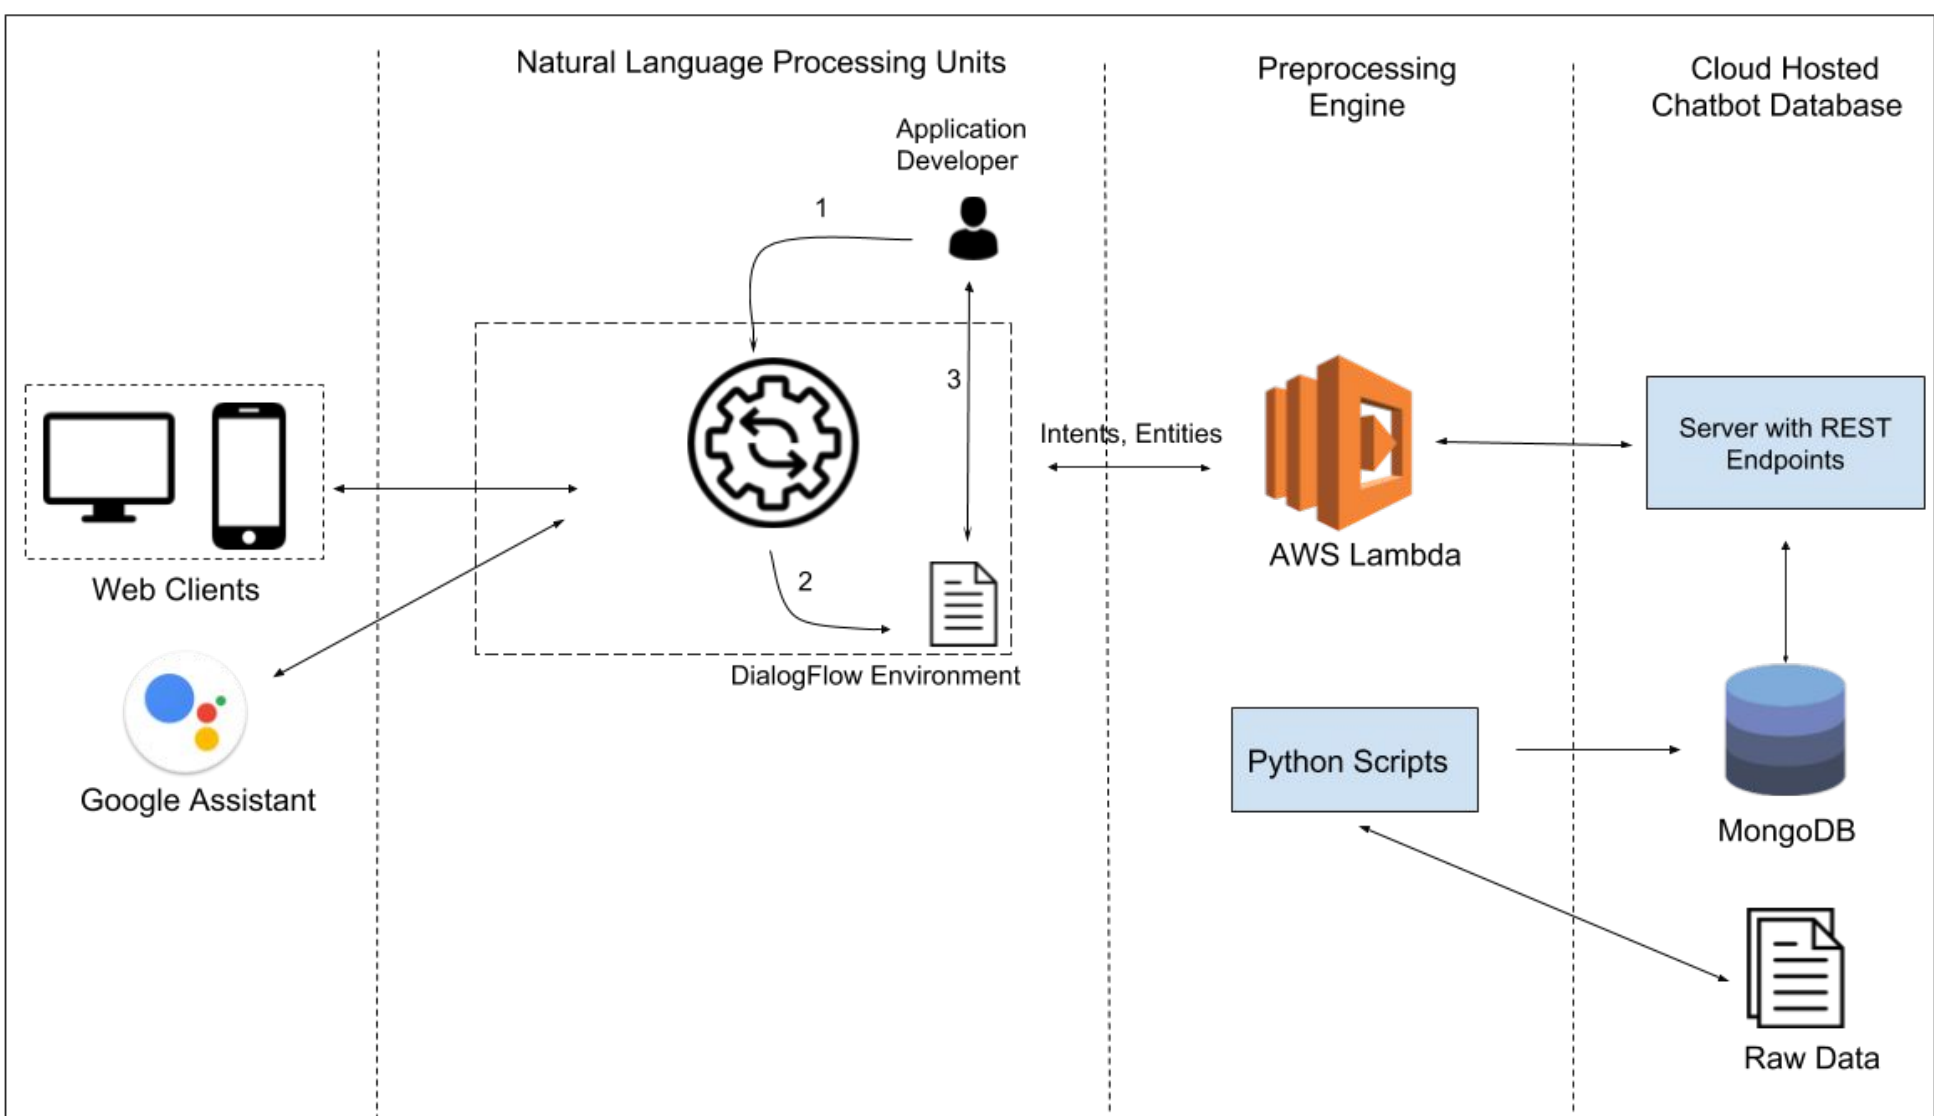 Natural Language Processing Units
Preprocessing
Engine
Cloud Hosted
Chatbot Database
Application
Developer
1
3
Intents, Entities
Server with REST
Endpoints
AWS Lambda
Web Clients
2
DialogFlow Environment
Python Scripts
Google Assistant
MongoDB
Raw Data